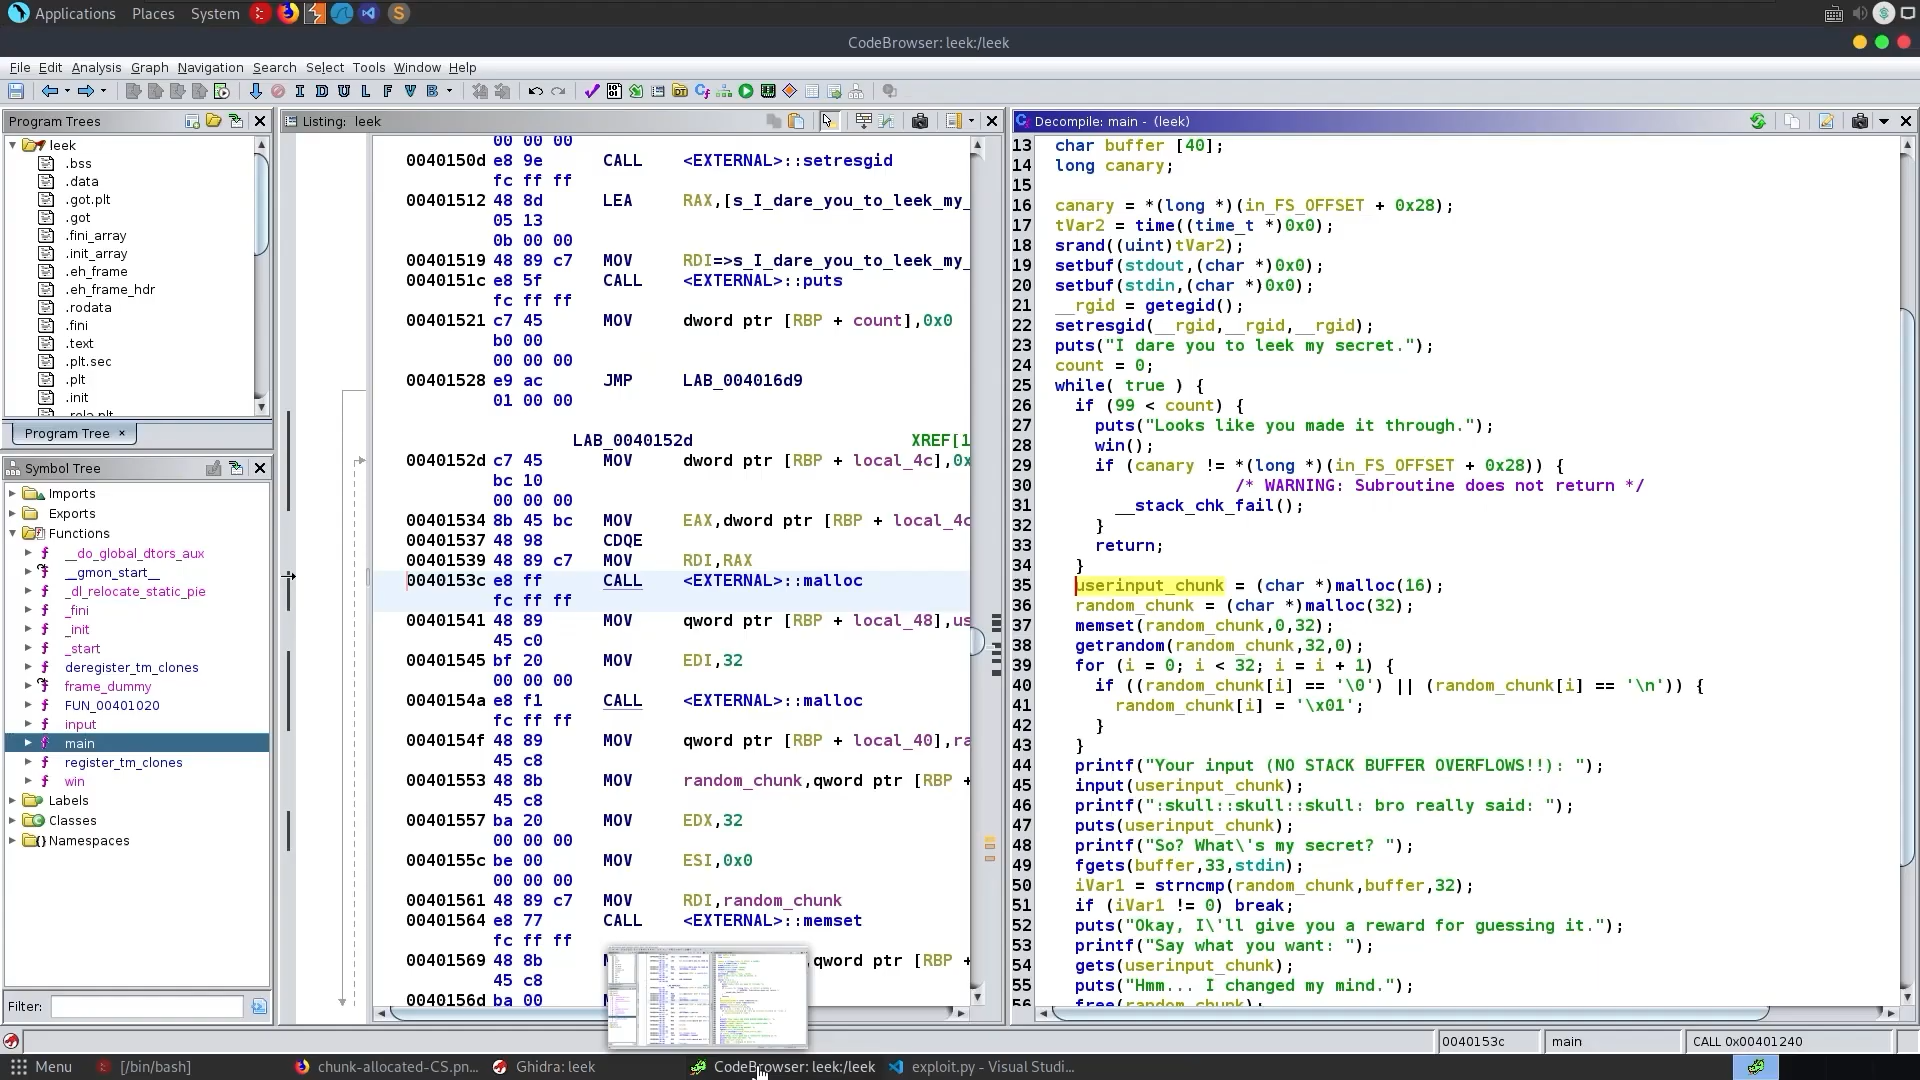 Applications Places System
CodeBrowser: leek:/leek
File Edit Analysis Graph Navigation Search Select Tools Window Help
I D U L F V B
Program Trees
leek
.bss
.data
.got.plt
.got
.fini_array
.init_array
.eh_frame
.eh_frame_hdr
.rodata
.fini
.text
.plt.sec
.plt
.init
.rela.plt
Program Tree ×
Symbol Tree
Imports
Exports
Functions
__do_global_dtors_aux
__gmon_start__
_dl_relocate_static_pie
_fini
_init
_start
deregister_tm_clones
frame_dummy
FUN_00401020
input
main
register_tm_clones
win
Labels
Classes
Namespaces
Filter:
Listing: leek
00 00 00
0040150d e8 9e CALL <EXTERNAL>::setresgid
fc ff ff
00401512 48 8d LEA RAX,[s_I_dare_you_to_leek_my_
05 13
0b 00 00
00401519 48 89 c7 MOV RDI=>s_I_dare_you_to_leek_my_
0040151c e8 5f CALL <EXTERNAL>::puts
fc ff ff
00401521 c7 45 MOV dword ptr [RBP + count],0x0
b0 00
00 00 00
00401528 e9 ac JMP LAB_004016d9
01 00 00
LAB_0040152d XREF[1
0040152d c7 45 MOV dword ptr [RBP + local_4c],0x
bc 10
00 00 00
00401534 8b 45 bc MOV EAX,dword ptr [RBP + local_4c
00401537 48 98 CDQE
00401539 48 89 c7 MOV RDI,RAX
0040153c e8 ff CALL <EXTERNAL>::malloc
fc ff ff
00401541 48 89 MOV qword ptr [RBP + local_48],us
45 c0
00401545 bf 20 MOV EDI,32
00 00 00
0040154a e8 f1 CALL <EXTERNAL>::malloc
fc ff ff
0040154f 48 89 MOV qword ptr [RBP + local_40],ra
45 c8
00401553 48 8b MOV random_chunk,qword ptr [RBP +
45 c8
00401557 ba 20 MOV EDX,32
00 00 00
0040155c be 00 MOV ESI,0x0
00 00 00
00401561 48 89 c7 MOV RDI,random_chunk
00401564 e8 77 CALL <EXTERNAL>::memset
fc ff ff
00401569 48 8b M ,qword ptr [RBP +
45 c8
0040156d ba 00
Decompile: main - (leek)
13 char buffer [40];
14 long canary;
15
16 canary = *(long *)(in_FS_OFFSET + 0x28);
17 tVar2 = time((time_t *)0x0);
18 srand((uint)tVar2);
19 setbuf(stdout,(char *)0x0);
20 setbuf(stdin,(char *)0x0);
21 __rgid = getegid();
22 setresgid(__rgid,__rgid,__rgid);
23 puts("I dare you to leek my secret.");
24 count = 0;
25 while( true ) {
26 if (99 < count) {
27 puts("Looks like you made it through.");
28 win();
29 if (canary != *(long *)(in_FS_OFFSET + 0x28)) {
30 /* WARNING: Subroutine does not return */
31 __stack_chk_fail();
32 }
33 return;
34 }
35 userinput_chunk = (char *)malloc(16);
36 random_chunk = (char *)malloc(32);
37 memset(random_chunk,0,32);
38 getrandom(random_chunk,32,0);
39 for (i = 0; i < 32; i = i + 1) {
40 if ((random_chunk[i] == '\0') || (random_chunk[i] == '\n')) {
41 random_chunk[i] = '\x01';
42 }
43 }
44 printf("Your input (NO STACK BUFFER OVERFLOWS!!): ");
45 input(userinput_chunk);
46 printf(":skull::skull::skull: bro really said: ");
47 puts(userinput_chunk);
48 printf("So? What\'s my secret? ");
49 fgets(buffer,33,stdin);
50 iVar1 = strncmp(random_chunk,buffer,32);
51 if (iVar1 != 0) break;
52 puts("Okay, I\'ll give you a reward for guessing it.");
53 printf("Say what you want: ");
54 gets(userinput_chunk);
55 puts("Hmm... I changed my mind.");
56 free(random_chunk);
0040153c main CALL 0x00401240
Menu [/bin/bash] chunk-allocated-CS.pn... Ghidra: leek CodeBrowser: leek:/leek exploit.py - Visual Studi...